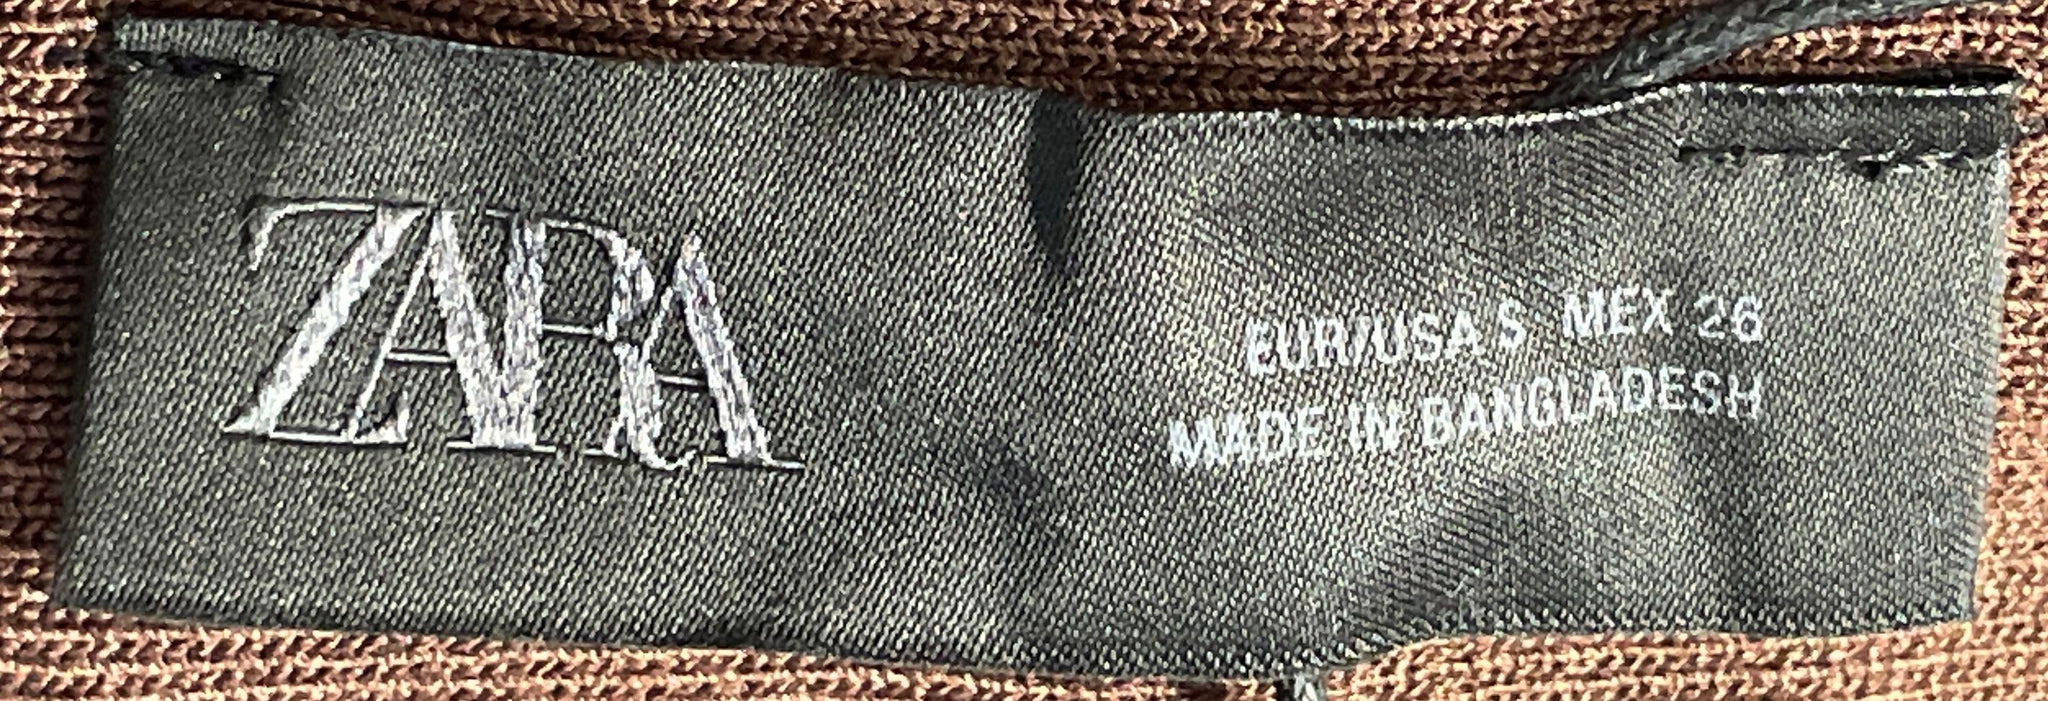 ZARA
EUR/USA S MEX 26
MADE IN BANGLADESH